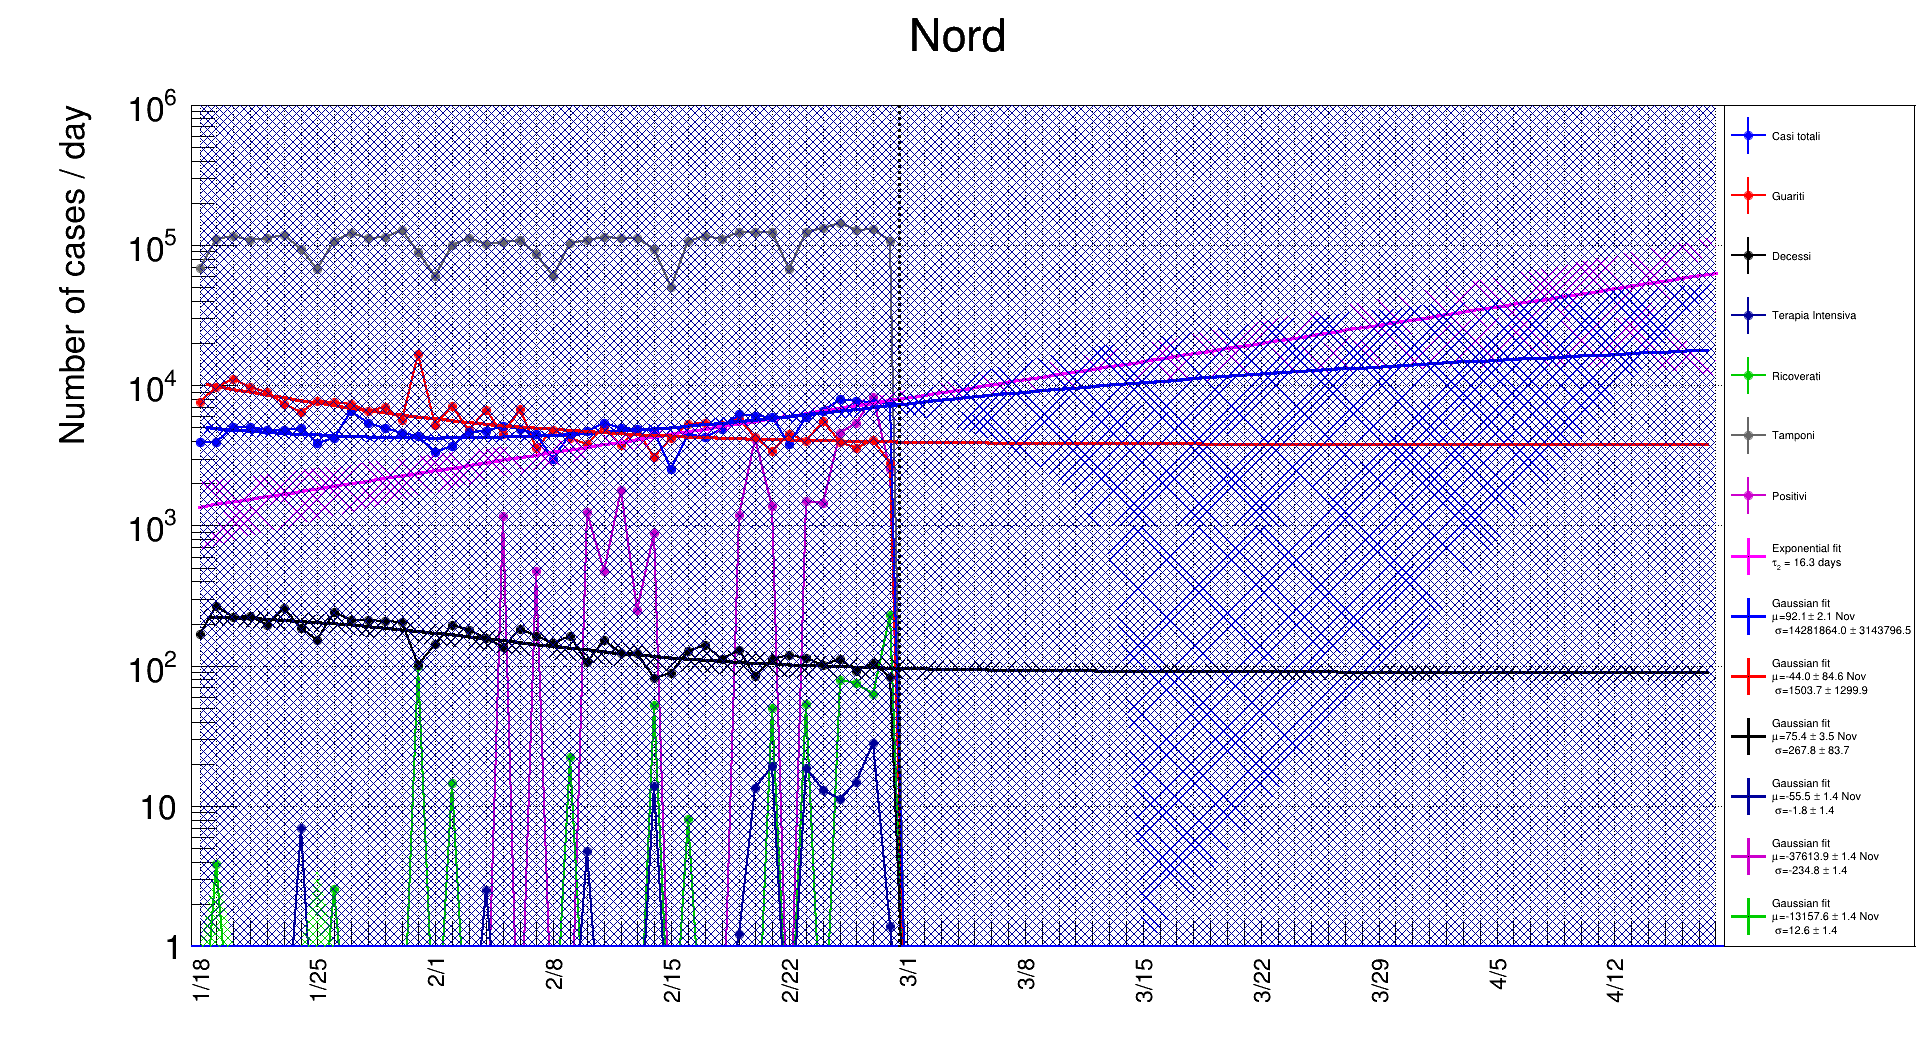 Nord
Number of cases / day
10^6
10^5
10^4
10^3
10^2
10
1
1/18
1/25
2/1
2/8
2/15
2/22
3/1
3/8
3/15
3/22
3/29
4/5
4/12
Casi totali
Guariti
Decessi
Terapia Intensiva
Ricoverati
Tamponi
Positivi
Exponential fit
τ₂ = 16.3 days
Gaussian fit
μ=92.1± 2.1 Nov
σ=14281864.0 ± 3143796.5
Gaussian fit
μ=-44.0 ± 84.6 Nov
σ=1503.7 ± 1299.9
Gaussian fit
μ=75.4 ± 3.5 Nov
σ=267.8 ± 83.7
Gaussian fit
μ=-55.5 ± 1.4 Nov
σ=-1.8 ± 1.4
Gaussian fit
μ=-37613.9 ± 1.4 Nov
σ=-234.8 ± 1.4
Gaussian fit
μ=-13157.6 ± 1.4 Nov
σ=12.6 ± 1.4